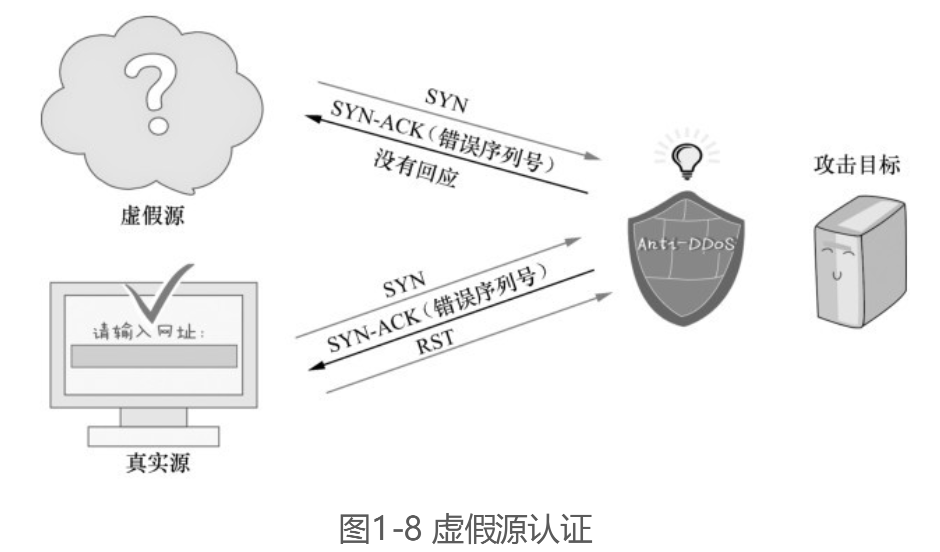 ?
虚假源
SYN
SYN-ACK（错误序列号）
没有回应
Anti-DDoS
攻击目标
请输入网址：
真实源
SYN
SYN-ACK（错误序列号）
RST
图1-8 虚假源认证